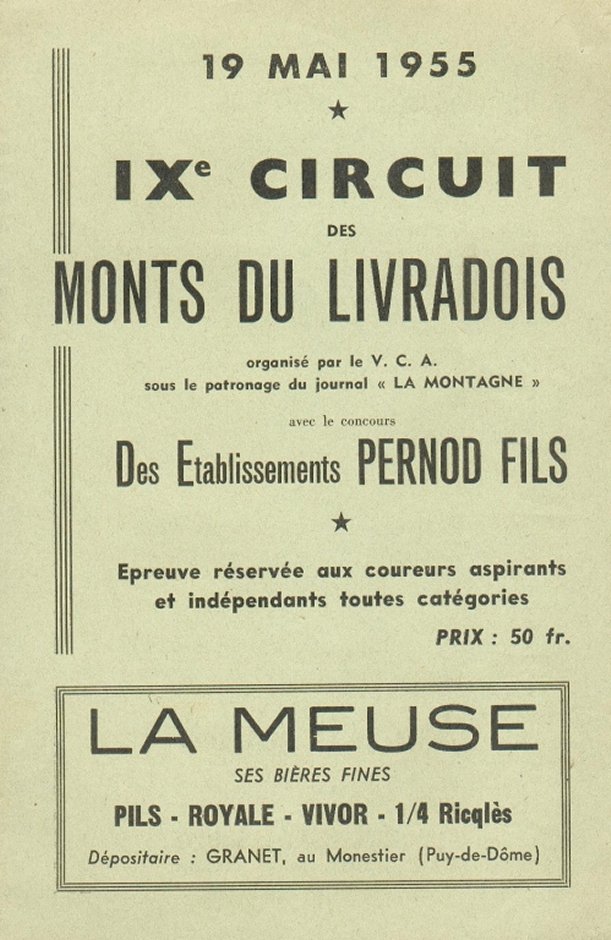 19 MAI 1955
★
IXe CIRCUIT
DES
MONTS DU LIVRADOIS
organisé par le V. C. A.
sous le patronage du journal « LA MONTAGNE »
avec le concours
Des Etablissements PERNOD FILS
★
Epreuve réservée aux coureurs aspirants
et indépendants toutes catégories
PRIX : 50 fr.
LA MEUSE
SES BIÈRES FINES
PILS - ROYALE - VIVOR - 1/4 Ricqlès
Dépositaire : GRANET, au Monestier (Puy-de-Dôme)